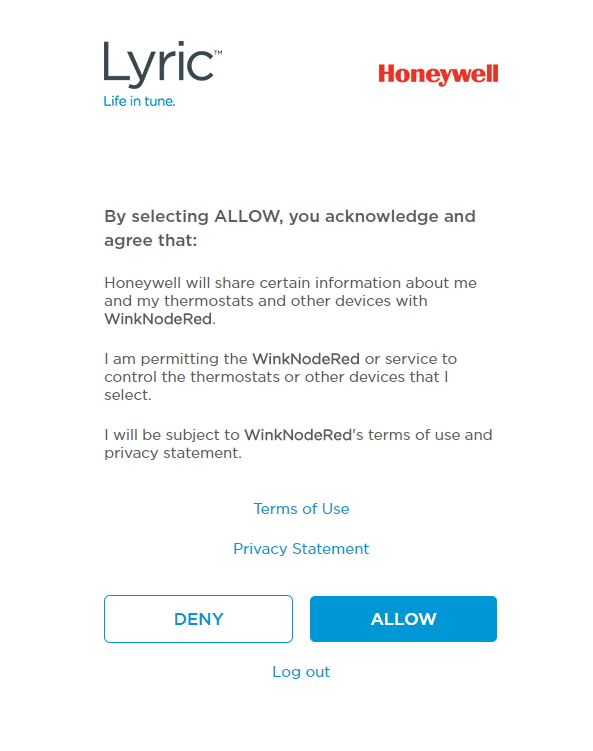 Lyric™
Honeywell
Life in tune.
By selecting ALLOW, you acknowledge and
agree that:
Honeywell will share certain information about me
and my thermostats and other devices with
WinkNodeRed.
I am permitting the WinkNodeRed or service to
control the thermostats or other devices that I
select.
I will be subject to WinkNodeRed's terms of use and
privacy statement.
Terms of Use
Privacy Statement
DENY
ALLOW
Log out